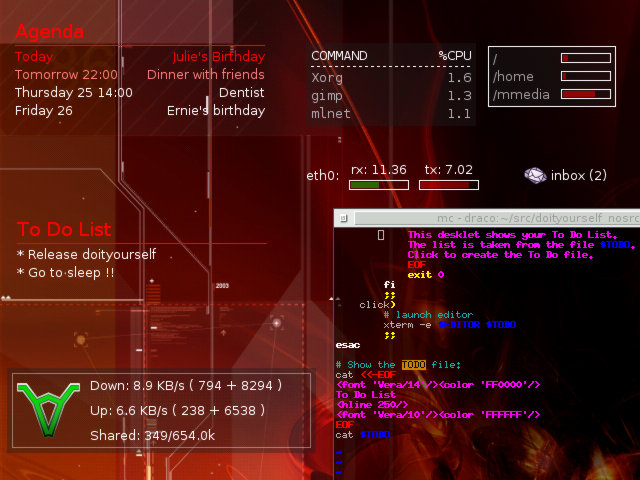 Agenda
Today Julie's Birthday
Tomorrow 22:00 Dinner with friends
Thursday 25 14:00 Dentist
Friday 26 Ernie's birthday
COMMAND %CPU
Xorg 1.6
gimp 1.3
mlnet 1.1
/
/home
/mmedia
eth0: rx: 11.36 tx: 7.02
inbox (2)
To Do List
* Release doityourself
* Go to sleep !!
2003
Down: 8.9 KB/s ( 794 + 8294 )
Up: 6.6 KB/s ( 238 + 6538 )
Shared: 349/654.0k
mc - draco:~/src/doityourself_nosro
This desklet shows your To Do List.
The list is taken from the file $TODO.
Click to create the To Do file.
EOF
exit 0
fi
;;
click)
# launch editor
xterm -e $EDITOR $TODO
;;
esac
# Show the TODO file:
cat <<-EOF
<font 'Vera/14'/><color 'FF0000'/>
To Do List
<hline 250/>
<font 'Vera/10'/><color 'FFFFFF'/>
EOF
cat $TODO
~
~
~